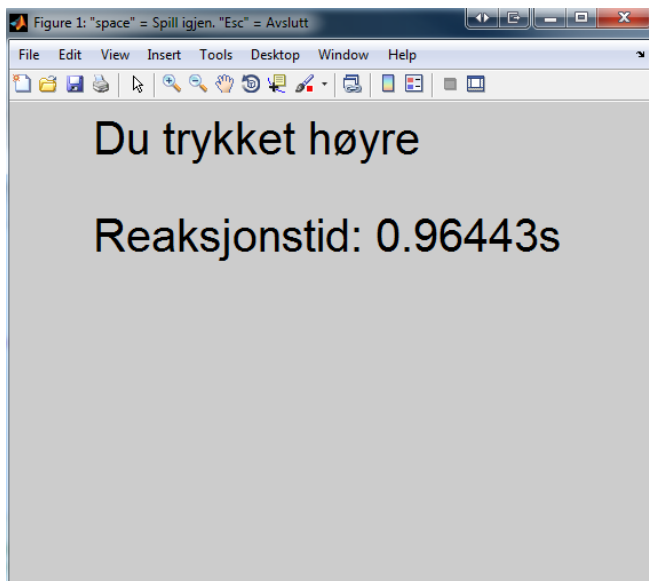 Figure 1: "space" = Spill igjen. "Esc" = Avslutt
File Edit View Insert Tools Desktop Window Help
Du trykket høyre
Reaksjonstid: 0.96443s